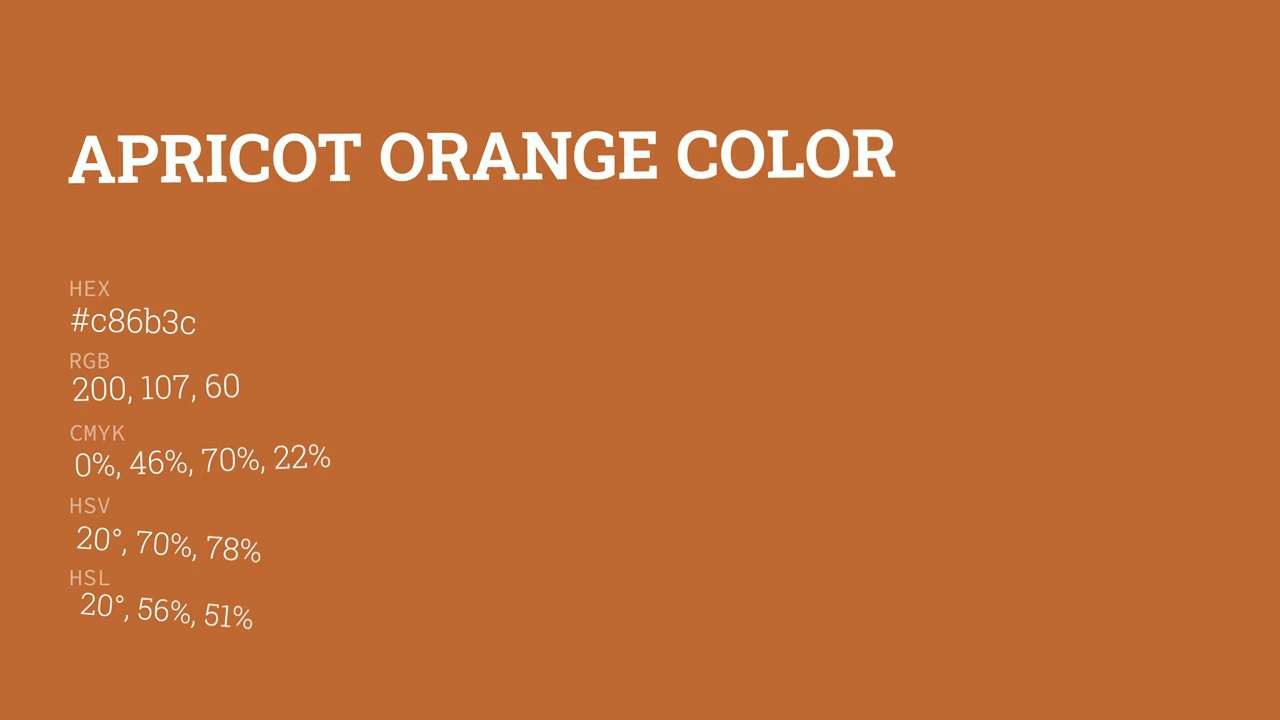 APRICOT ORANGE COLOR
HEX
#c86b3c
RGB
200, 107, 60
CMYK
0%, 46%, 70%, 22%
HSV
20°, 70%, 78%
HSL
20°, 56%, 51%